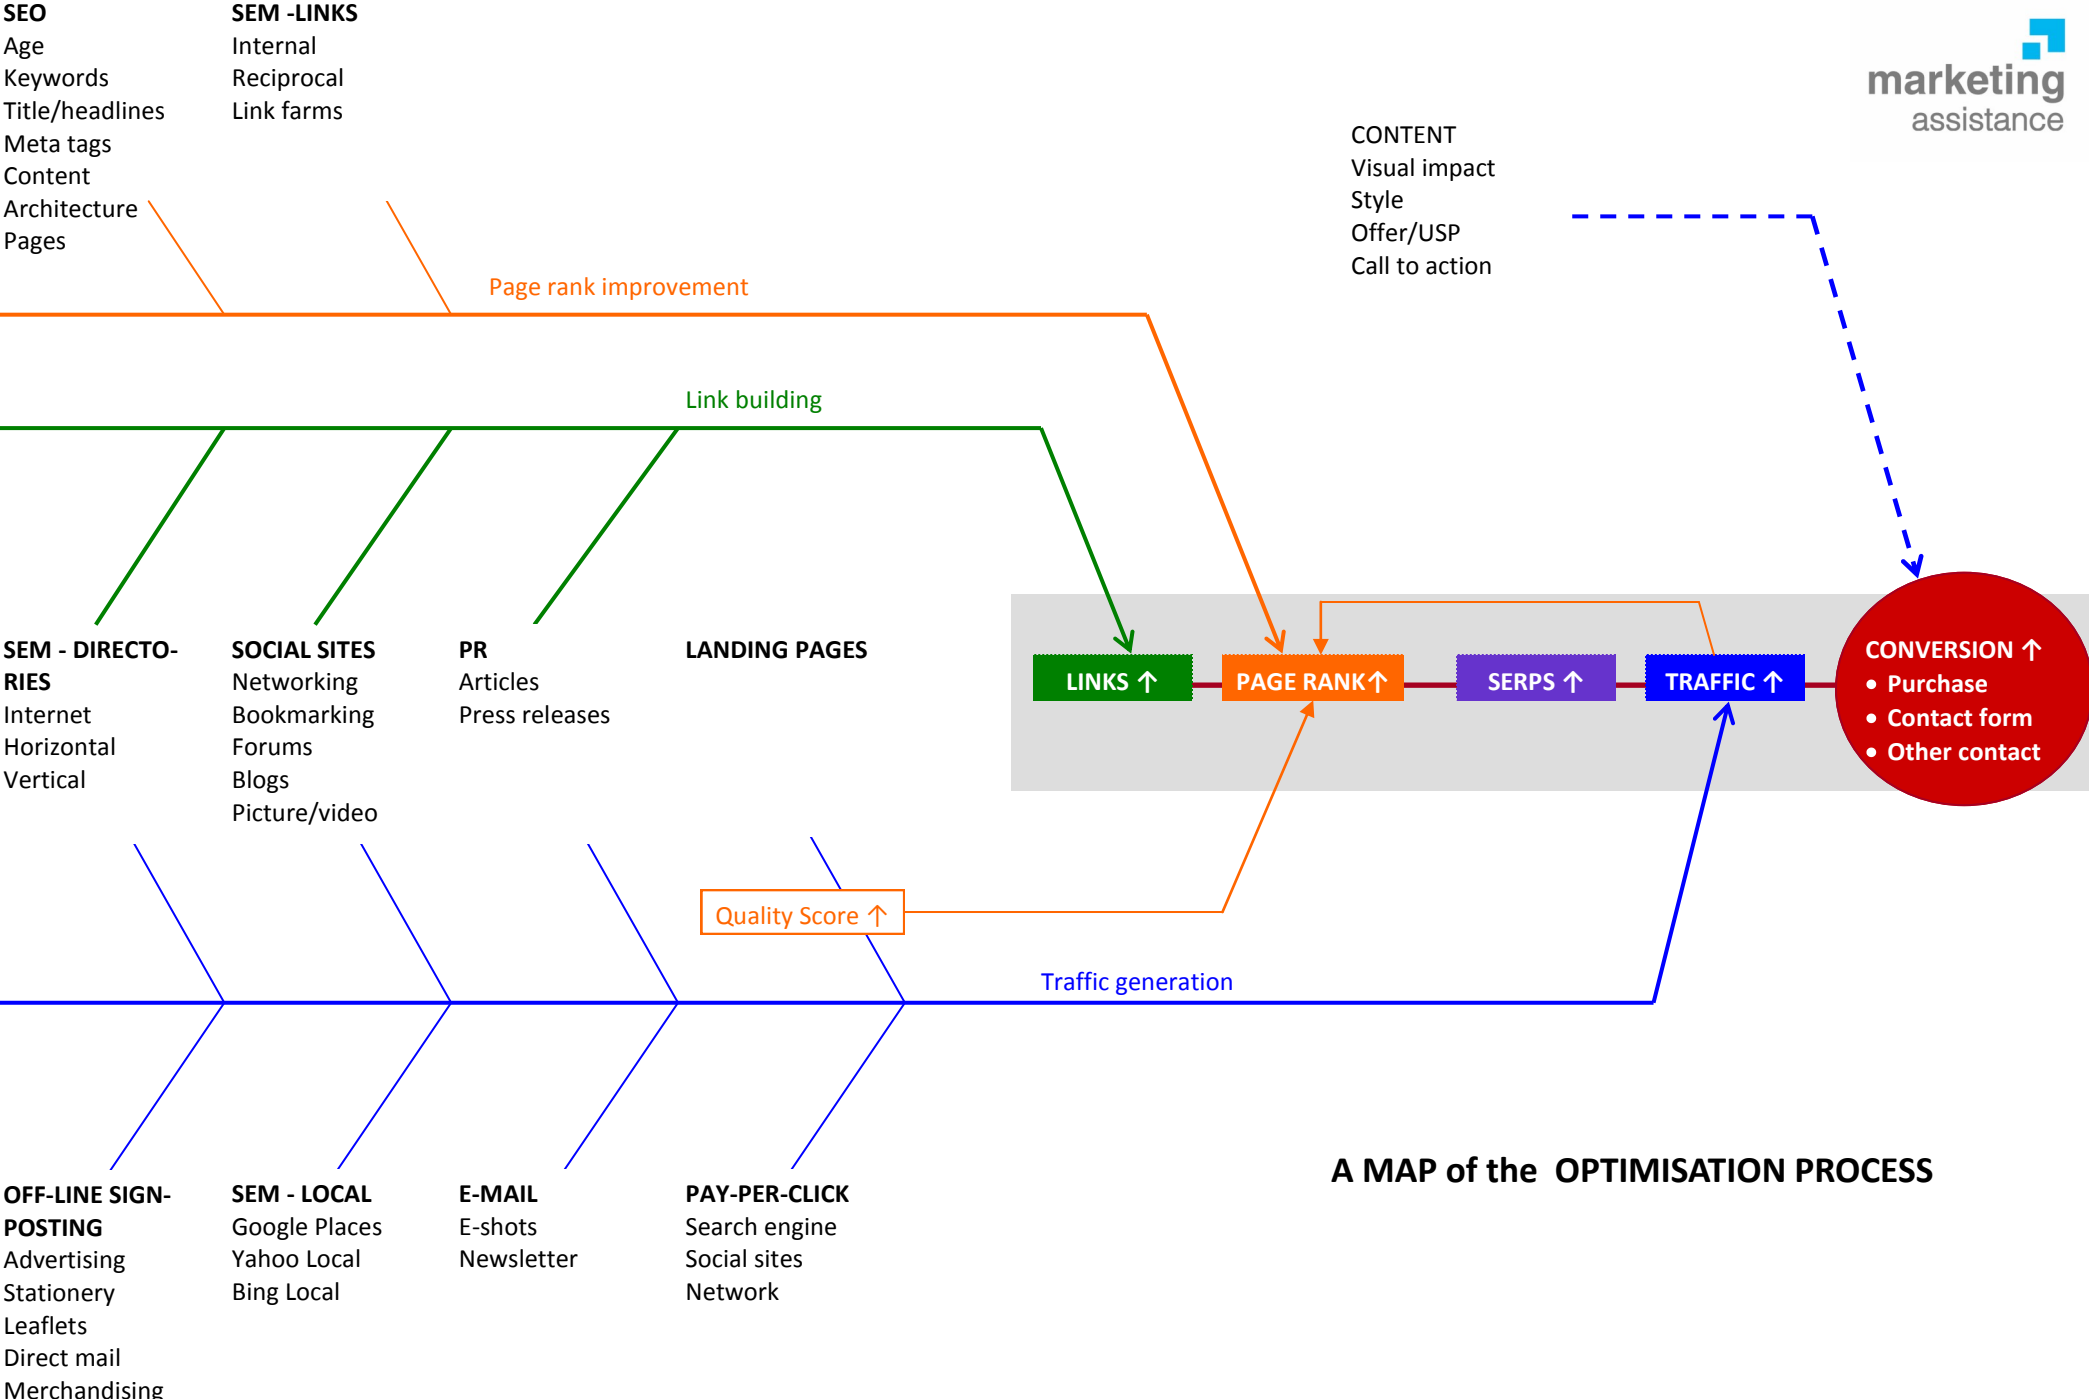 SEO
Age
Keywords
Title/headlines
Meta tags
Content
Architecture
Pages
SEM -LINKS
Internal
Reciprocal
Link farms
marketing
assistance
CONTENT
Visual impact
Style
Offer/USP
Call to action
Page rank improvement
Link building
SEM - DIRECTO-
RIES
Internet
Horizontal
Vertical
SOCIAL SITES
Networking
Bookmarking
Forums
Blogs
Picture/video
PR
Articles
Press releases
LANDING PAGES
LINKS ↑
PAGE RANK↑
SERPS ↑
TRAFFIC ↑
CONVERSION ↑
• Purchase
• Contact form
• Other contact
Quality Score ↑
Traffic generation
OFF-LINE SIGN-
POSTING
Advertising
Stationery
Leaflets
Direct mail
Merchandising
SEM - LOCAL
Google Places
Yahoo Local
Bing Local
E-MAIL
E-shots
Newsletter
PAY-PER-CLICK
Search engine
Social sites
Network
A MAP of the OPTIMISATION PROCESS